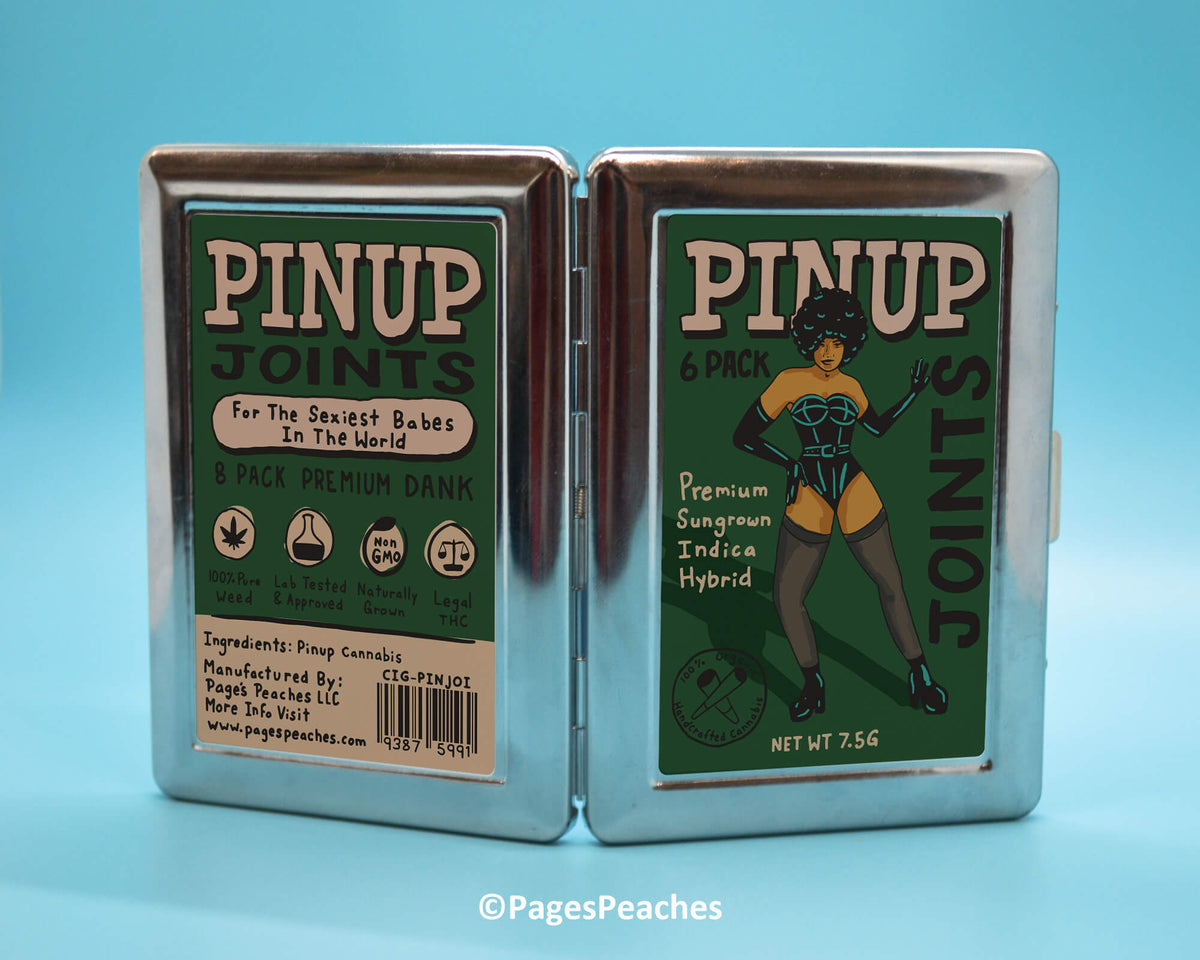 PINUP
JOINTS
For The Sexiest Babes
In The World
8 PACK PREMIUM DANK
Non
GMO
100% Pure
Weed
Lab Tested
& Approved
Naturally
Grown
Legal
THC
Ingredients: Pinup Cannabis
Manufactured By:
Page's Peaches LLC
More Info Visit
www.pagespeaches.com
CIG-PINJOI
9387 5991
PINUP
6 PACK
JOINTS
Premium
Sungrown
Indica
Hybrid
100% Organic
Handcrafted Cannabis
NET WT 7.5G
©PagesPeaches